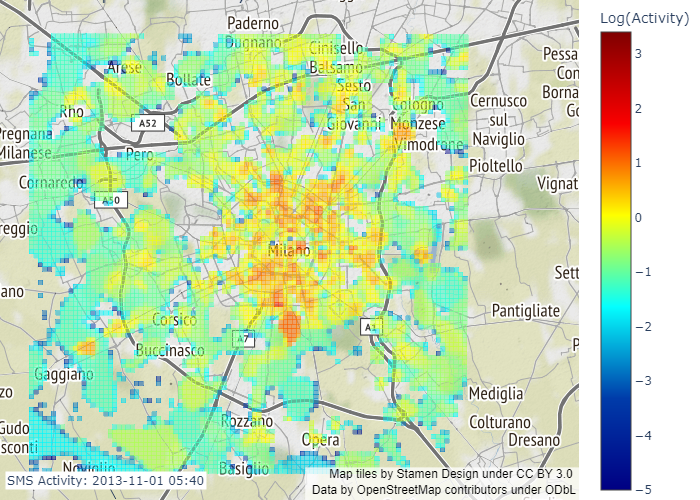 Log(Activity)
3
2
1
0
−1
−2
−3
−4
−5
Paderno
Dugnano
Cinisello
Balsamo
Pessa
Con
Borna
Go
Arese
Bollate
Sesto
San
Giovanni
Cologno
Monzese
Cernusco
sul
Naviglio
Rho
A52
Pregnana
Milanese
Pero
Vimodrone
Pioltello
Cornaredo
A50
Vignat
reggio
Milano
Sett
ano
Corsico
A7
A1
Pantigliate
Buccinasco
P
Gaggiano
zo
Mediglia
Rozzano
Colturano
Gudo
sconti
Opera
Dresano
Noviglio
Basiglio
SMS Activity: 2013-11-01 05:40
Map tiles by Stamen Design under CC BY 3.0
Data by OpenStreetMap contributors under ODbL